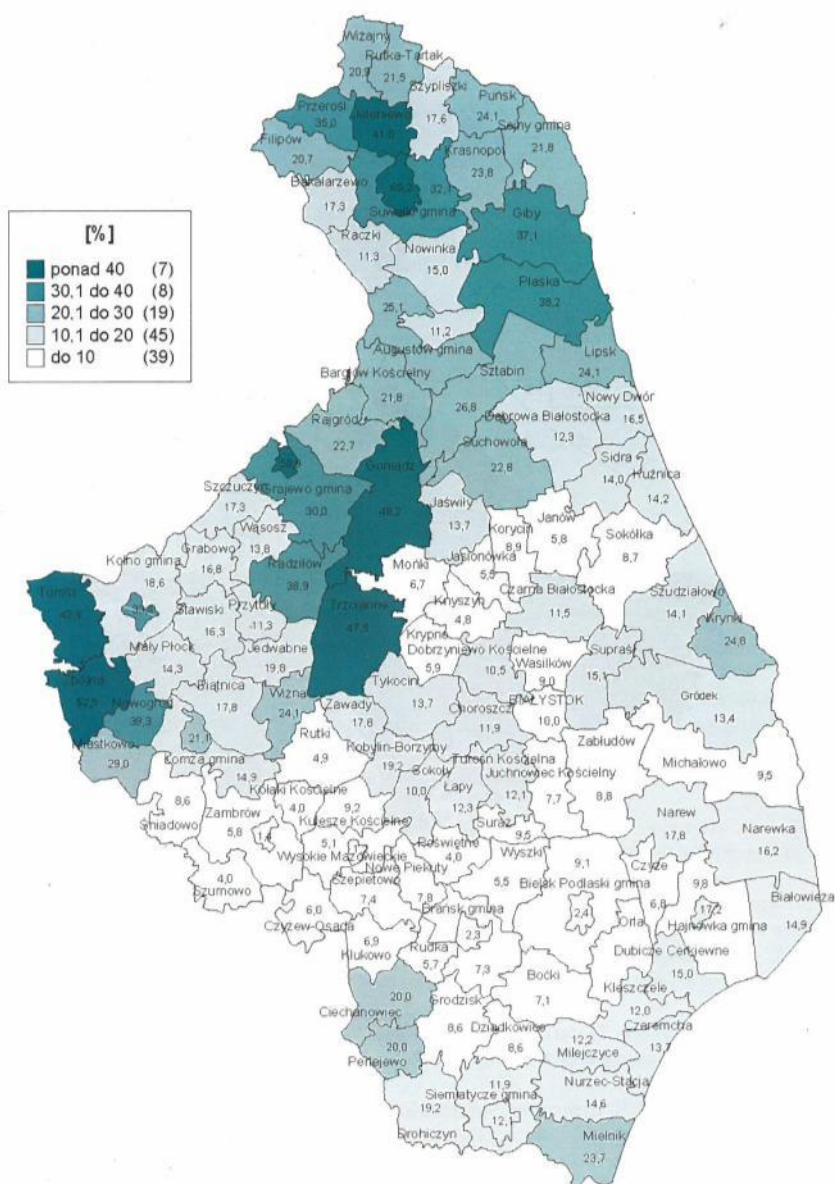 Wiżajny
20,9
Rutka-Tartak
21,5
Szypliszki
17,6
Puńsk
24,1
Sejny gmina
21,8
Przerośl
35,0
Jeleniewo
Filipów
20,7
Krasnopol
23,8
32,1
Bakałarzewo
17,3
Suwałki gmina
Giby
37,1
Raczki
11,3
Nowinka
15,0
Płaska
38,2
[%]
ponad 40 (7)
30,1 do 40 (8)
20,1 do 30 (19)
10,1 do 20 (45)
do 10 (39)
25,1
11,2
Augustów gmina
Lipsk
24,1
Bargłów Kościelny
21,8
Sztabin
26,8
Nowy Dwór
16,5
Dąbrowa Białostocka
12,3
Rajgród
22,7
Suchowola
22,8
Goniądz
48,2
Sidra
14,0
Kuźnica
14,2
Szczuczyn
17,3
Grajewo gmina
30,0
Jaświły
13,7
Korycin
8,9
Janów
5,8
Sokółka
8,7
Wąsosz
13,8
Grabowo
16,8
Kolno gmina
18,6
Radziłów
38,9
Mońki
6,7
Jasionówka
Czarna Białostocka
11,5
Szudziałowo
14,1
Krynki
24,8
Turośl
Stawiski
16,3
Przytuły
11,3
Trzcianne
47,5
Knyszyn
4,8
Krypno
5,9
Dobrzyniewo Kościelne
10,5
Wasilków
9,0
Supraśl
15,1
Mały Płock
14,3
Jedwabne
19,8
Zbójna
Nowogród
39,3
Piątnica
17,8
Wizna
24,1
Tykocin
13,7
Zawady
17,8
Choroszcz
11,9
BIAŁYSTOK
10,0
Gródek
13,4
Miastkowo
29,0
21,1
Łomża gmina
14,9
Rutki
4,9
Kobylin-Borzymy
19,2
Sokoły
10,0
Łapy
12,3
Turośń Kościelna
12,1
Juchnowiec Kościelny
7,7
Zabłudów
8,8
Michałowo
9,5
Śniadowo
8,6
Zambrów
5,8
1,4
Kołaki Kościelne
4,0
Kulesze Kościelne
9,2
Suraż
9,5
Narew
17,8
Narewka
16,2
Wysokie Mazowieckie
5,1
Nowe Piekuty
7,8
Poświętne
4,0
Wyszki
5,5
Szumowo
4,0
Szepietowo
7,4
Bielsk Podlaski gmina
9,1
2,4
Czyże
6,8
9,8
17,2
Hajnówka gmina
Białowieża
14,9
Czyżew-Osada
6,0
Klukowo
6,9
Brańsk gmina
2,3
7,3
Rudka
5,7
Boćki
7,1
Orla
Dubicze Cerkiewne
15,0
Kleszczele
12,0
Ciechanowiec
20,0
Grodzisk
8,6
Dziadkowice
8,6
Milejczyce
12,2
Czeremcha
13,7
Perlejewo
20,0
Siemiatycze gmina
11,9
12,1
Drohiczyn
19,2
Nurzec-Stacja
14,6
Mielnik
23,7